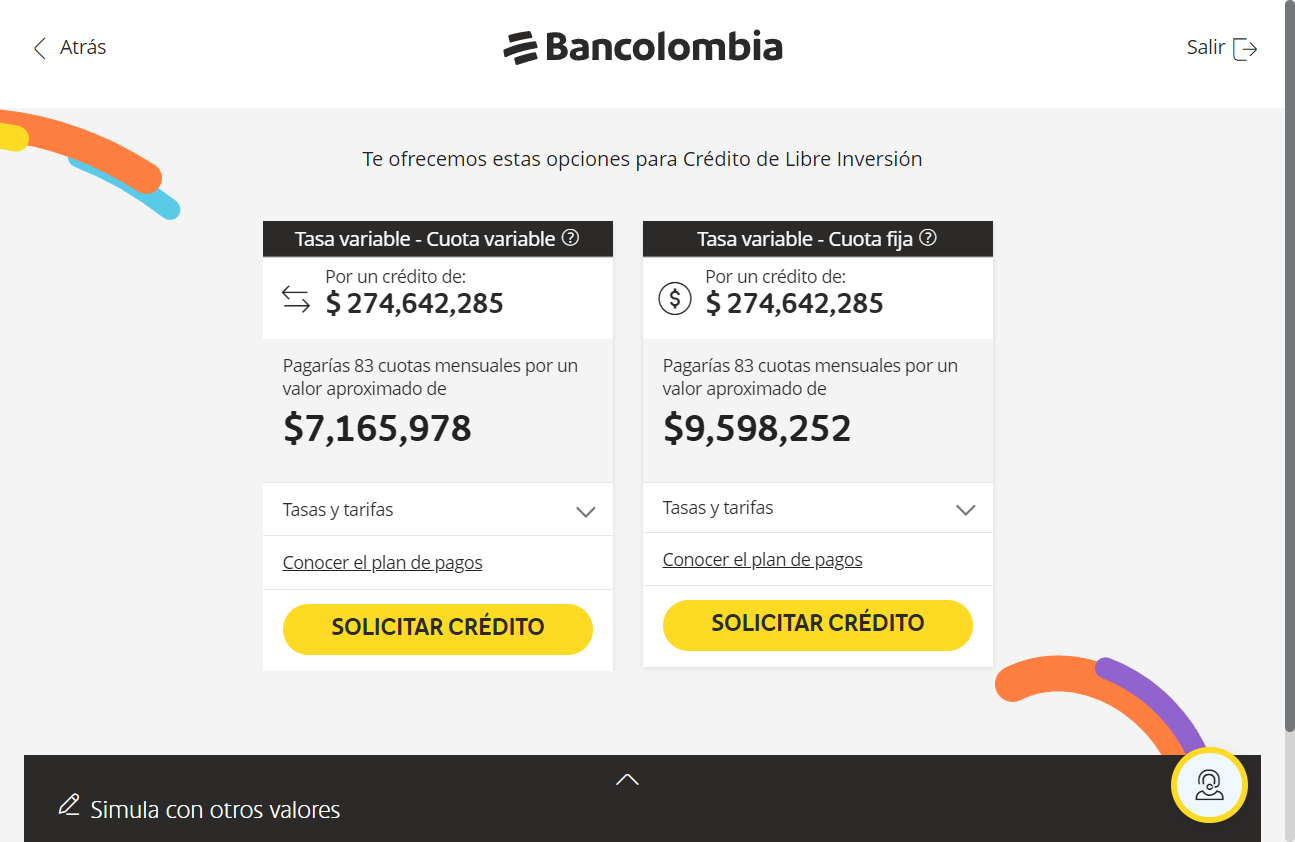 Atrás
Bancolombia
Salir
Te ofrecemos estas opciones para Crédito de Libre Inversión
Tasa variable - Cuota variable ?
Por un crédito de:
$ 274,642,285
Pagarías 83 cuotas mensuales por un
valor aproximado de
$7,165,978
Tasas y tarifas
Conocer el plan de pagos
SOLICITAR CRÉDITO
Tasa variable - Cuota fija ?
$
Por un crédito de:
$ 274,642,285
Pagarías 83 cuotas mensuales por un
valor aproximado de
$9,598,252
Tasas y tarifas
Conocer el plan de pagos
SOLICITAR CRÉDITO
Simula con otros valores